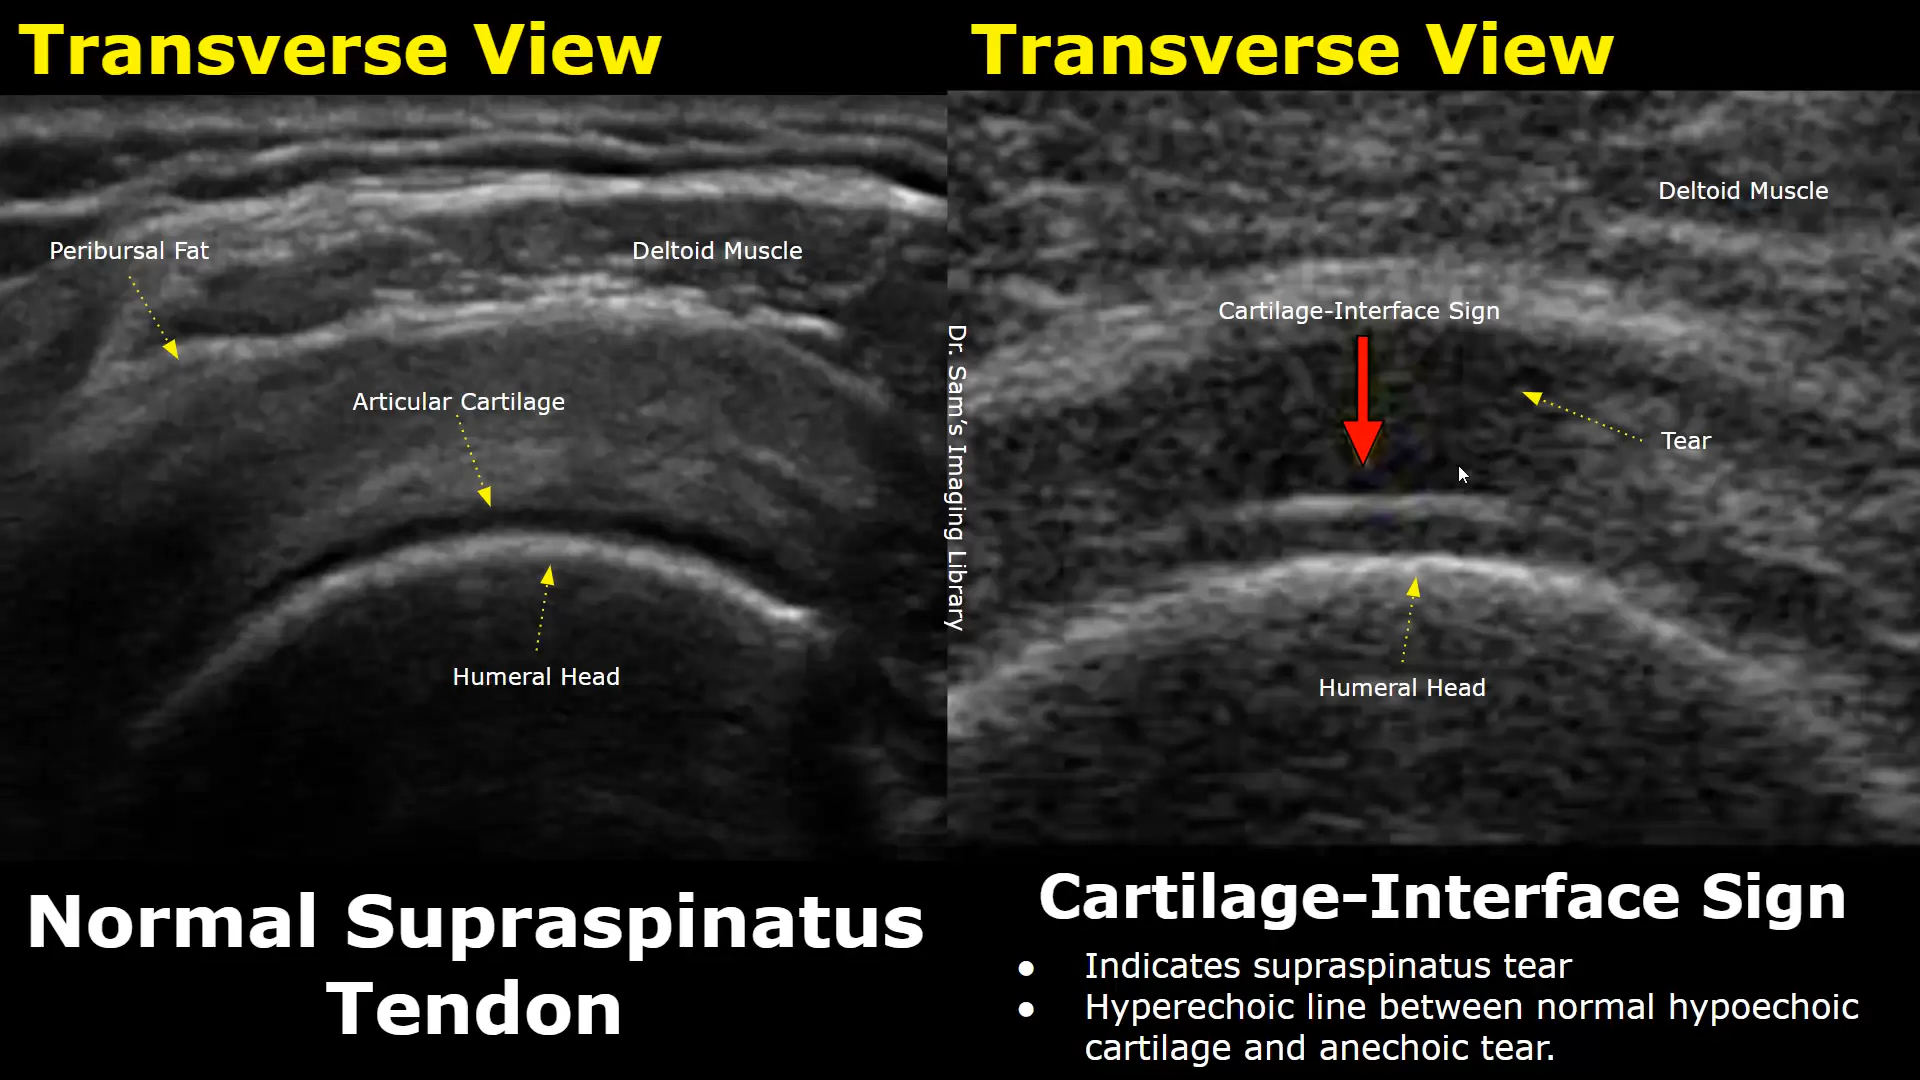 Transverse View
Peribursal Fat
Deltoid Muscle
Articular Cartilage
Humeral Head
Normal Supraspinatus
Tendon
Dr. Sam's Imaging Library
Transverse View
Deltoid Muscle
Cartilage-Interface Sign
Tear
Humeral Head
Cartilage-Interface Sign
● Indicates supraspinatus tear
● Hyperechoic line between normal hypoechoic
cartilage and anechoic tear.